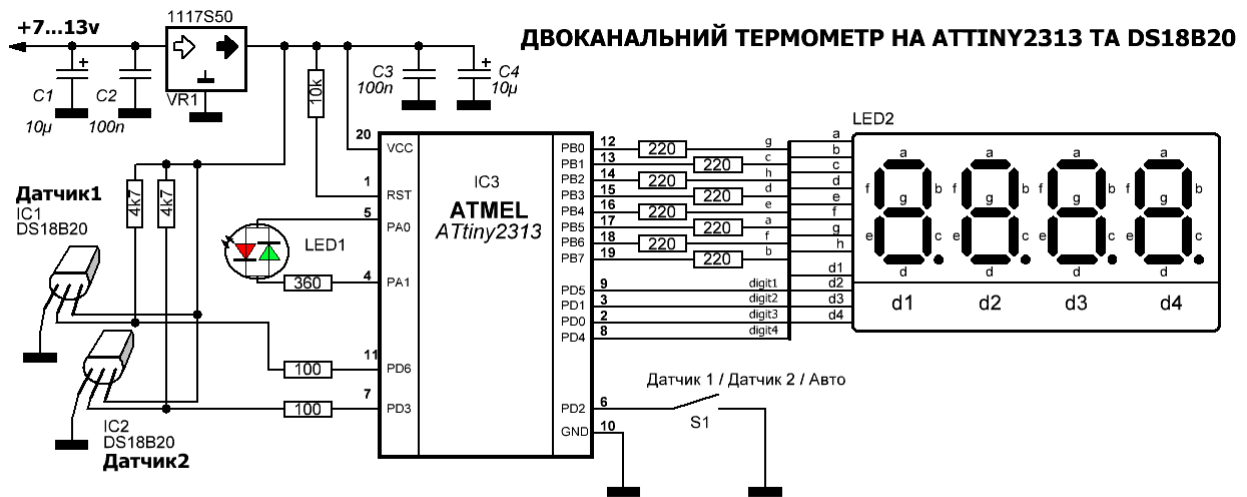 +7...13v
1117S50
VR1
C1
10µ
C2
100n
10k
C3
100n
C4
10µ
ДВОКАНАЛЬНИЙ ТЕРМОМЕТР НА ATTINY2313 ТА DS18B20
Датчик1
IC1
DS18B20
4k7
4k7
LED1
360
100
100
IC2
DS18B20
Датчик2
20
VCC
1
RST
5
PA0
4
PA1
11
PD6
7
PD3
IC3
ATMEL
ATtiny2313
PB0 12 220 g
PB1 13 220 c
PB2 14 220 h
PB3 15 220 d
PB4 16 220 e
PB5 17 220 a
PB6 18 220 f
PB7 19 220 b
PD5 9 digit1
PD1 3 digit2
PD0 2 digit3
PD4 8 digit4
PD2 6
GND 10
Датчик 1 / Датчик 2 / Авто
S1
LED2
a
b
c
d
e
f
g
h
d1
d2
d3
d4
a a a a
f b f b f b f b
g g g g
e c e c e c e c
d d d d
d1 d2 d3 d4